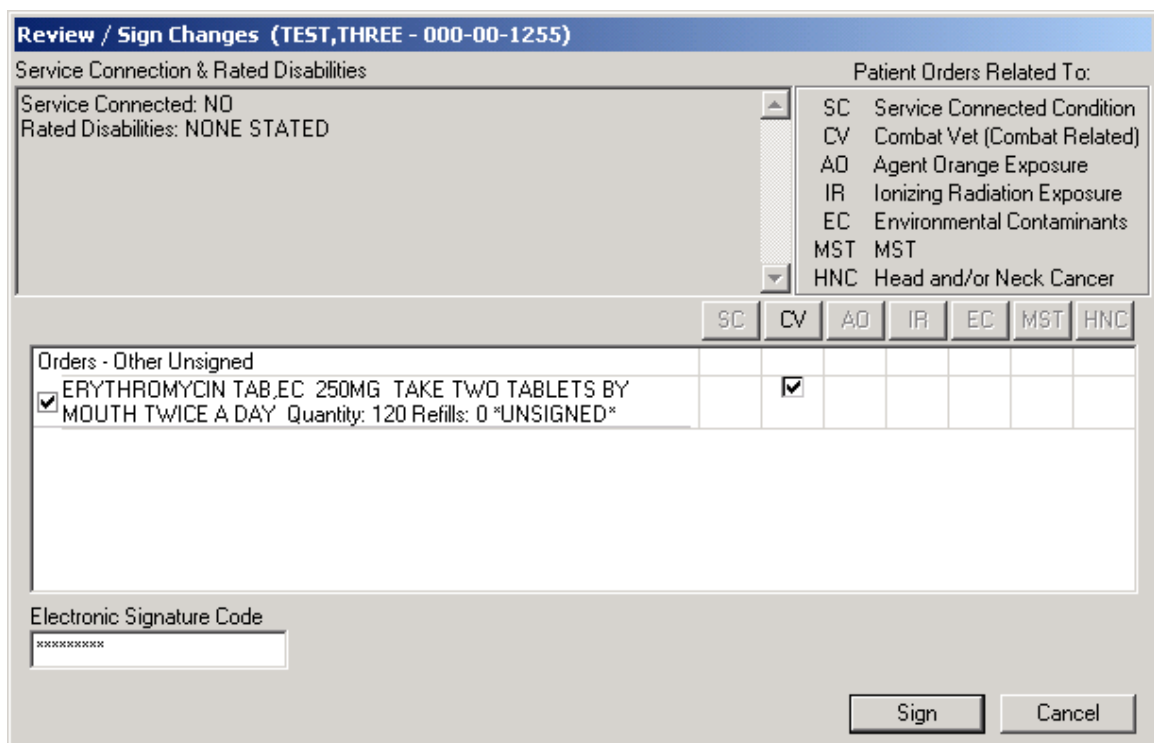 Review / Sign Changes (TEST,THREE - 000-00-1255)
Service Connection & Rated Disabilities
Service Connected: NO
Rated Disabilities: NONE STATED
Patient Orders Related To:
SC Service Connected Condition
CV Combat Vet (Combat Related)
AO Agent Orange Exposure
IR Ionizing Radiation Exposure
EC Environmental Contaminants
MST MST
HNC Head and/or Neck Cancer
SC CV AO IR EC MST HNC
Orders - Other Unsigned
ERYTHROMYCIN TAB,EC 250MG TAKE TWO TABLETS BY
MOUTH TWICE A DAY Quantity: 120 Refills: 0 *UNSIGNED*
Electronic Signature Code
×××××××××
Sign Cancel